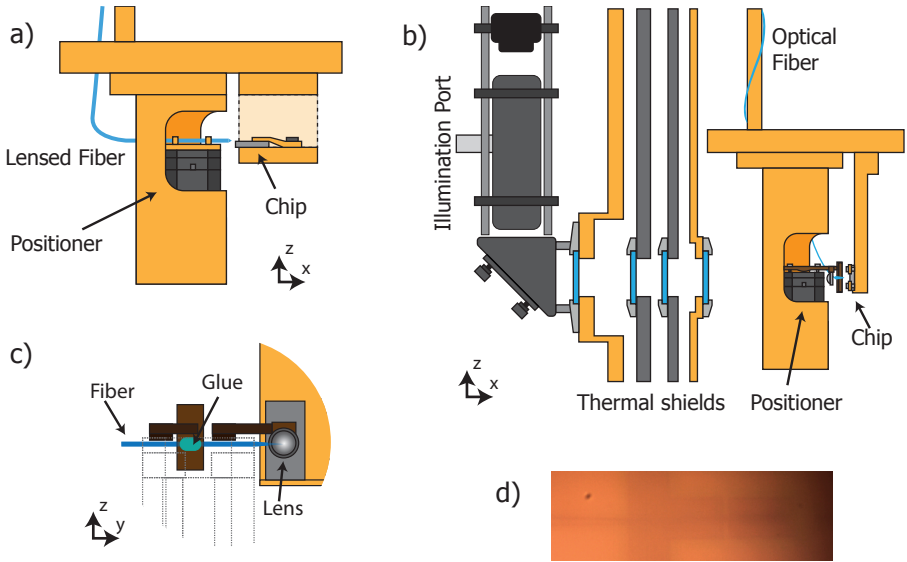 a)
Lensed Fiber
Positioner
Chip
z
x
b)
Illumination Port
Optical
Fiber
z
x
Thermal shields
Positioner
Chip
c)
Fiber
Glue
Lens
z
y
d)